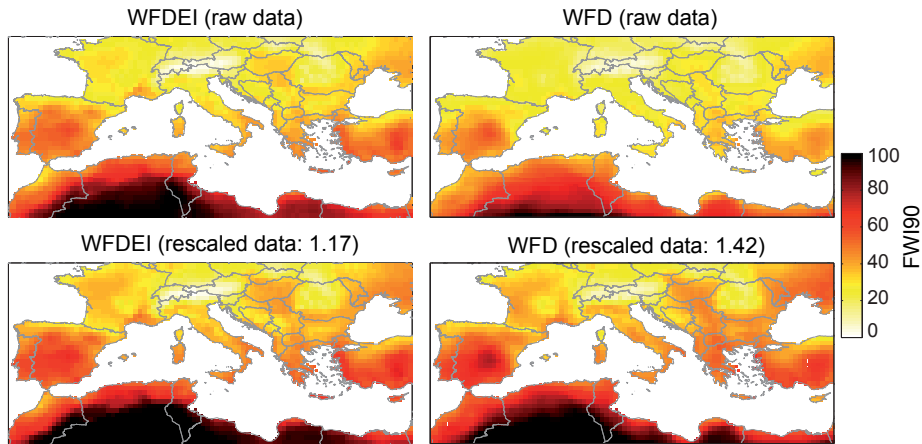 WFDEI (raw data)
WFD (raw data)
WFDEI (rescaled data: 1.17)
WFD (rescaled data: 1.42)
100
80
60
40
20
0
FWI90